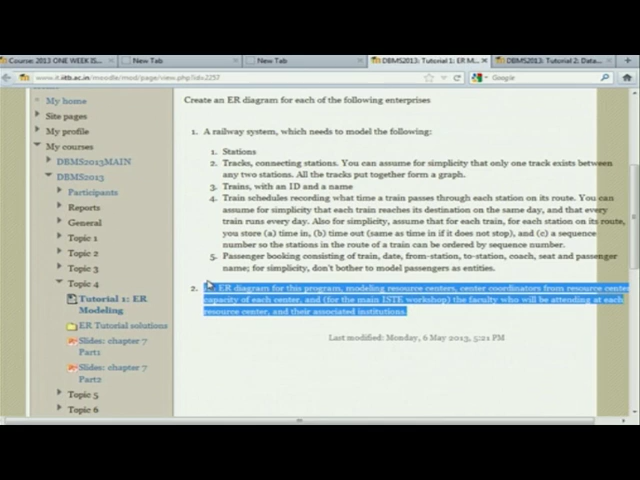 Course: 2013 ONE WEEK IS...
New Tab
New Tab
DBMS2013: Tutorial 1: ER M...
DBMS2013: Tutorial 2: Data...
www.it.iitb.ac.in/moodle/mod/page/view.php?id=2257
Google
My home
Site pages
My profile
My courses
DBMS2013MAIN
DBMS2013
Participants
Reports
General
Topic 1
Topic 2
Topic 3
Topic 4
Tutorial 1: ER
Modeling
ER Tutorial solutions
Slides: chapter 7
Part1
Slides: chapter 7
Part2
Topic 5
Topic 6
Create an ER diagram for each of the following enterprises
1. A railway system, which needs to model the following:
1. Stations
2. Tracks, connecting stations. You can assume for simplicity that only one track exists between
any two stations. All the tracks put together form a graph.
3. Trains, with an ID and a name
4. Train schedules recording what time a train passes through each station on its route. You can
assume for simplicity that each train reaches its destination on the same day, and that every
train runs every day. Also for simplicity, assume that for each train, for each station on its route,
you store (a) time in, (b) time out (same as time in if it does not stop), and (c) a sequence
number so the stations in the route of a train can be ordered by sequence number.
5. Passenger booking consisting of train, date, from-station, to-station, coach, seat and passenger
name; for simplicity, don't bother to model passengers as entities.
2. ER diagram for this program, modeling resource centers, center coordinators from resource center
capacity of each center, and (for the main ISTE workshop) the faculty who will be attending at each
resource center, and their associated institutions.
Last modified: Monday, 6 May 2013, 5:21 PM